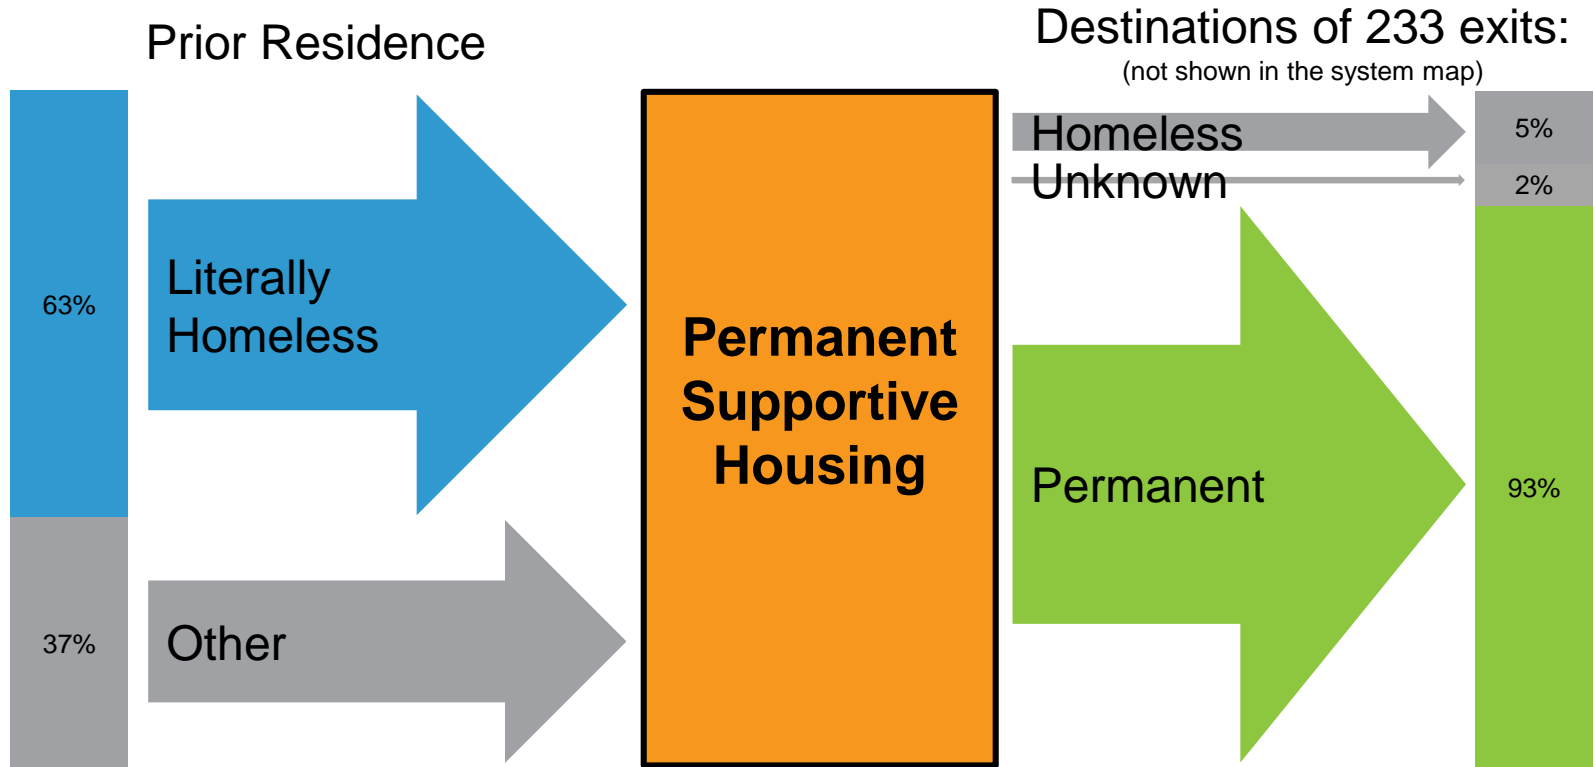 Prior Residence
63%
Literally
Homeless
37%
Other
Permanent
Supportive
Housing
Destinations of 233 exits:
(not shown in the system map)
Homeless
5%
Unknown
2%
Permanent
93%